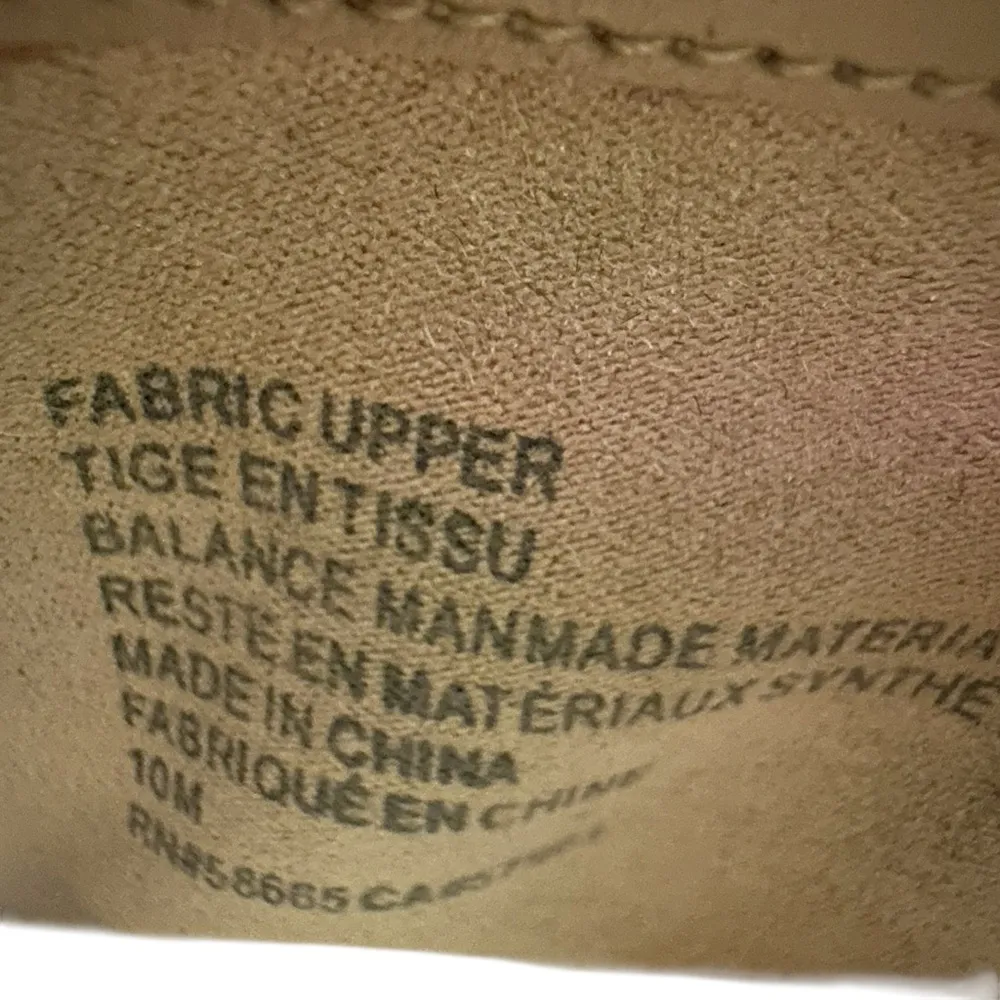 FABRIC UPPER
TIGE EN TISSU
BALANCE MANMADE MATERIA
RESTE EN MATÉRIAUX SYNTHÉ
MADE IN CHINA
FABRIQUÉ EN CHINE
10M
RN#58665